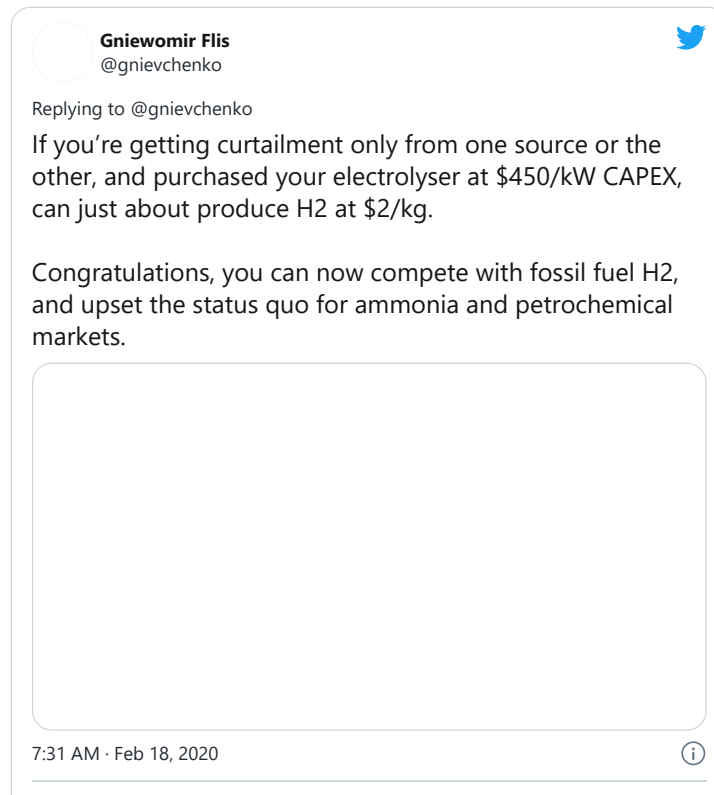 Gniewomir Flis
@gnievchenko
Replying to @gnievchenko
If you’re getting curtailment only from one source or the
other, and purchased your electrolyser at $450/kW CAPEX,
can just about produce H2 at $2/kg.
Congratulations, you can now compete with fossil fuel H2,
and upset the status quo for ammonia and petrochemical
markets.
7:31 AM · Feb 18, 2020